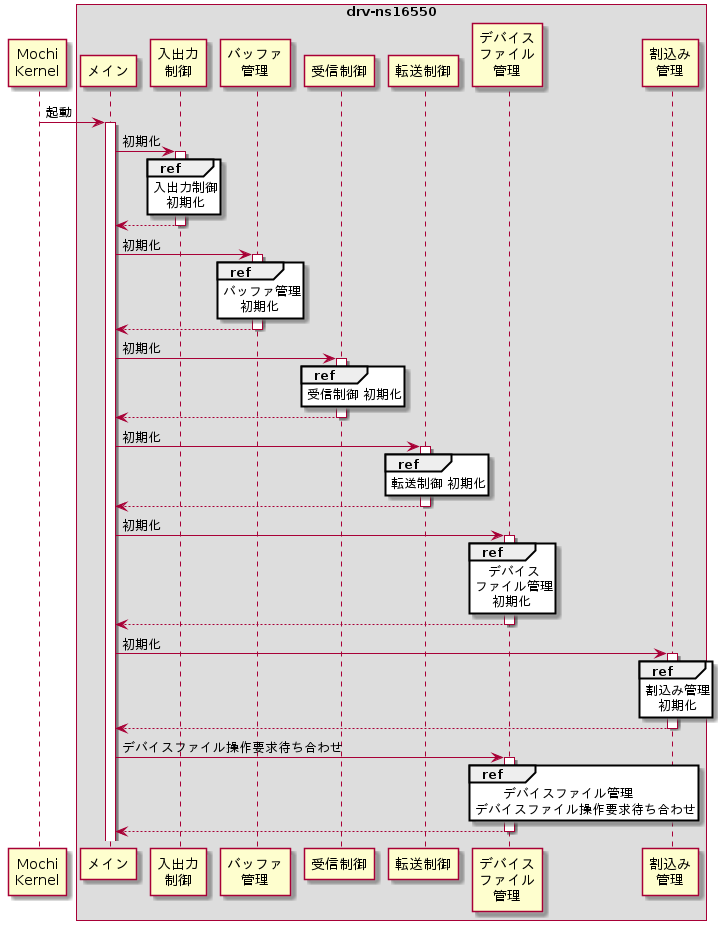 drv-ns16550
Mochi
Kernel
メイン
入出力
制御
バッファ
管理
受信制御
転送制御
デバイス
ファイル
管理
割込み
管理
起動
初期化
ref
入出力制御
初期化
初期化
ref
バッファ管理
初期化
初期化
ref
受信制御 初期化
初期化
ref
転送制御 初期化
初期化
ref
デバイス
ファイル管理
初期化
初期化
ref
割込み管理
初期化
デバイスファイル操作要求待ち合わせ
ref
デバイスファイル管理
デバイスファイル操作要求待ち合わせ
Mochi
Kernel
メイン
入出力
制御
バッファ
管理
受信制御
転送制御
デバイス
ファイル
管理
割込み
管理